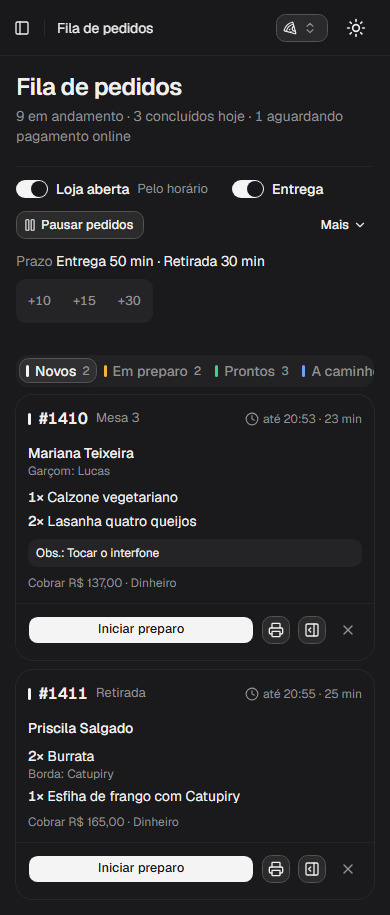 Fila de pedidos
Fila de pedidos
9 em andamento · 3 concluídos hoje · 1 aguardando
pagamento online
Loja aberta Pelo horário Entrega
Pausar pedidos Mais
Prazo Entrega 50 min · Retirada 30 min
+10 +15 +30
Novos 2 Em preparo 2 Prontos 3 A caminh
#1410 Mesa 3 até 20:53 · 23 min
Mariana Teixeira
Garçom: Lucas
1× Calzone vegetariano
2× Lasanha quatro queijos
Obs.: Tocar o interfone
Cobrar R$ 137,00 · Dinheiro
Iniciar preparo
#1411 Retirada até 20:55 · 25 min
Priscila Salgado
2× Burrata
Borda: Catupiry
1× Esfiha de frango com Catupiry
Cobrar R$ 165,00 · Dinheiro
Iniciar preparo